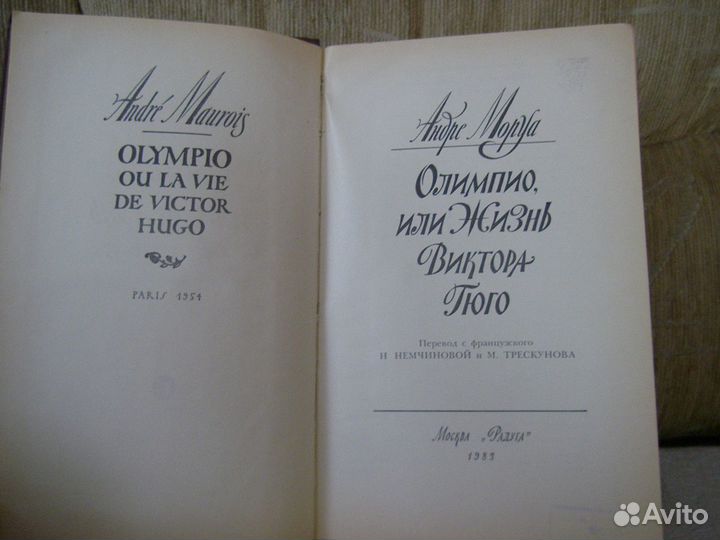 André Maurois
OLYMPIO
OU LA VIE
DE VICTOR
HUGO
PARIS 1954
Андре Моруа
Олимпио,
или Жизнь
Виктора
Гюго
Перевод с французского
Н НЕМЧИНОВОЙ и М. ТРЕСКУНОВА
Москва „Радуга“
Avito